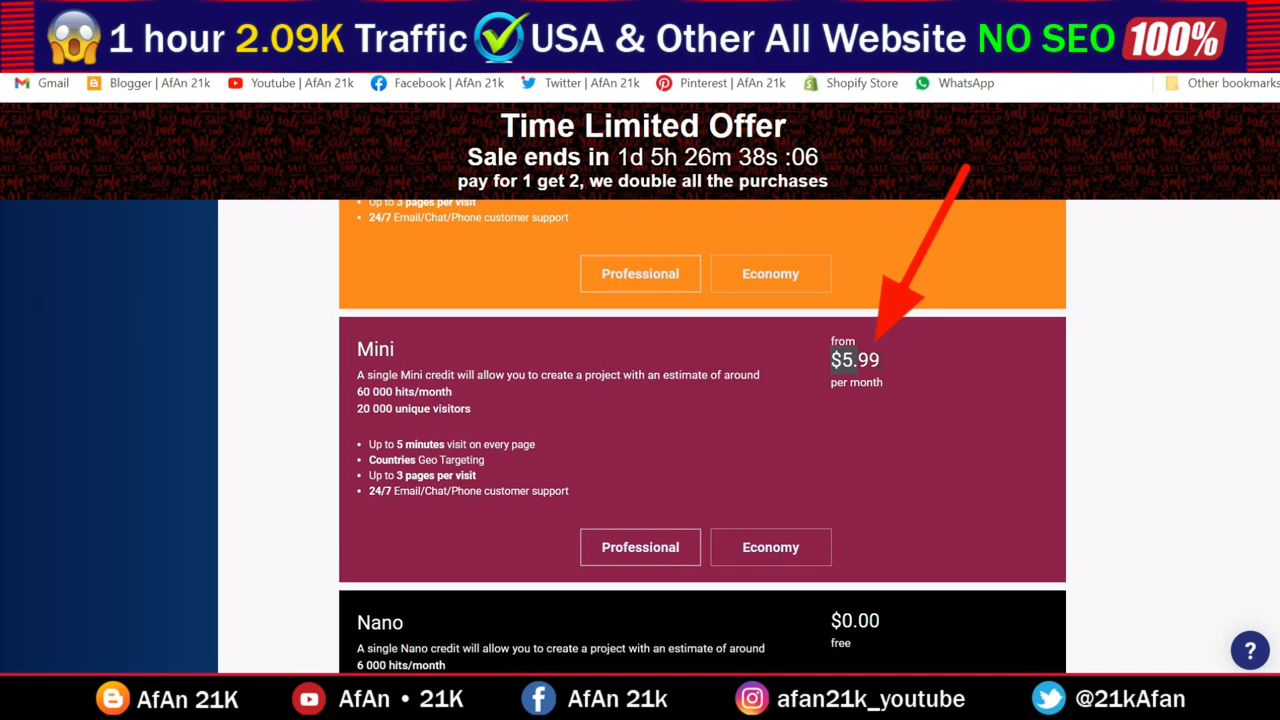 1 hour 2.09K Traffic USA & Other All Website NO SEO 100%
Gmail Blogger | AfAn 21k Youtube | AfAn 21k Facebook | AfAn 21k Twitter | AfAn 21k Pinterest | AfAn 21k Shopify Store WhatsApp Other bookmarks
Time Limited Offer
Sale ends in 1d 5h 26m 38s :06
pay for 1 get 2, we double all the purchases
• Up to 3 pages per visit
• 24/7 Email/Chat/Phone customer support
Professional Economy
Mini
A single Mini credit will allow you to create a project with an estimate of around
60 000 hits/month
20 000 unique visitors
• Up to 5 minutes visit on every page
• Countries Geo Targeting
• Up to 3 pages per visit
• 24/7 Email/Chat/Phone customer support
from
$5.99
per month
Professional Economy
Nano
A single Nano credit will allow you to create a project with an estimate of around
6 000 hits/month
$0.00
free
?
AfAn 21K AfAn • 21K AfAn 21k afan21k_youtube @21kAfan